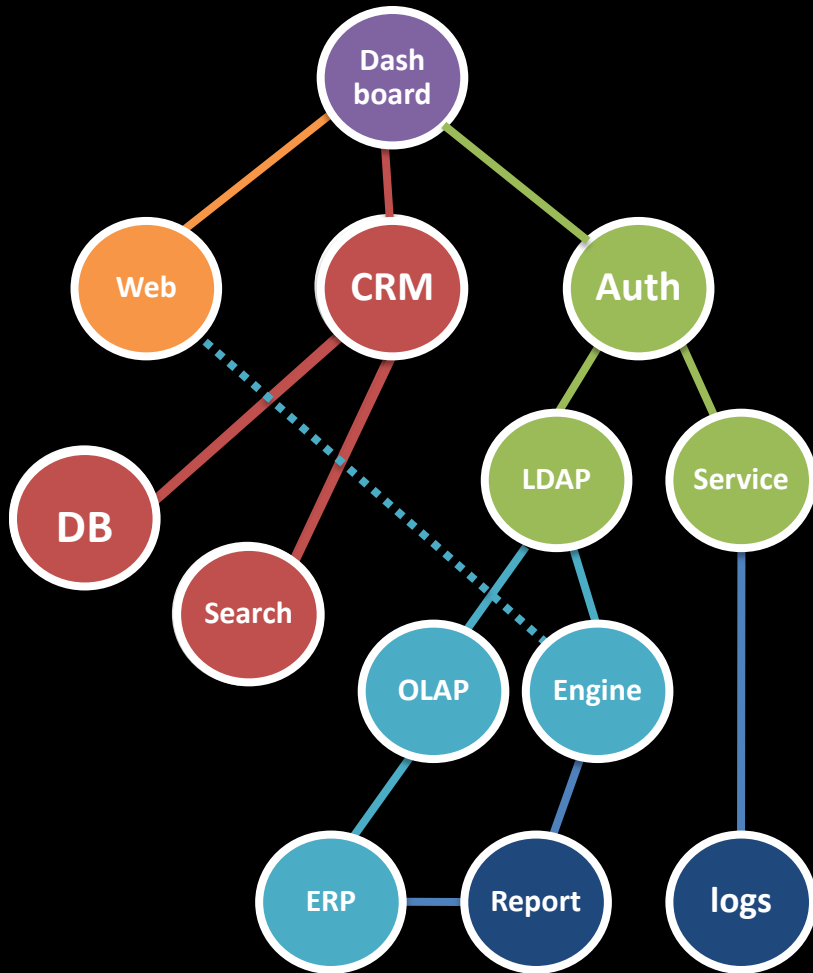 Dash
board
Web
CRM
Auth
LDAP
Service
DB
Search
OLAP
Engine
ERP
Report
logs